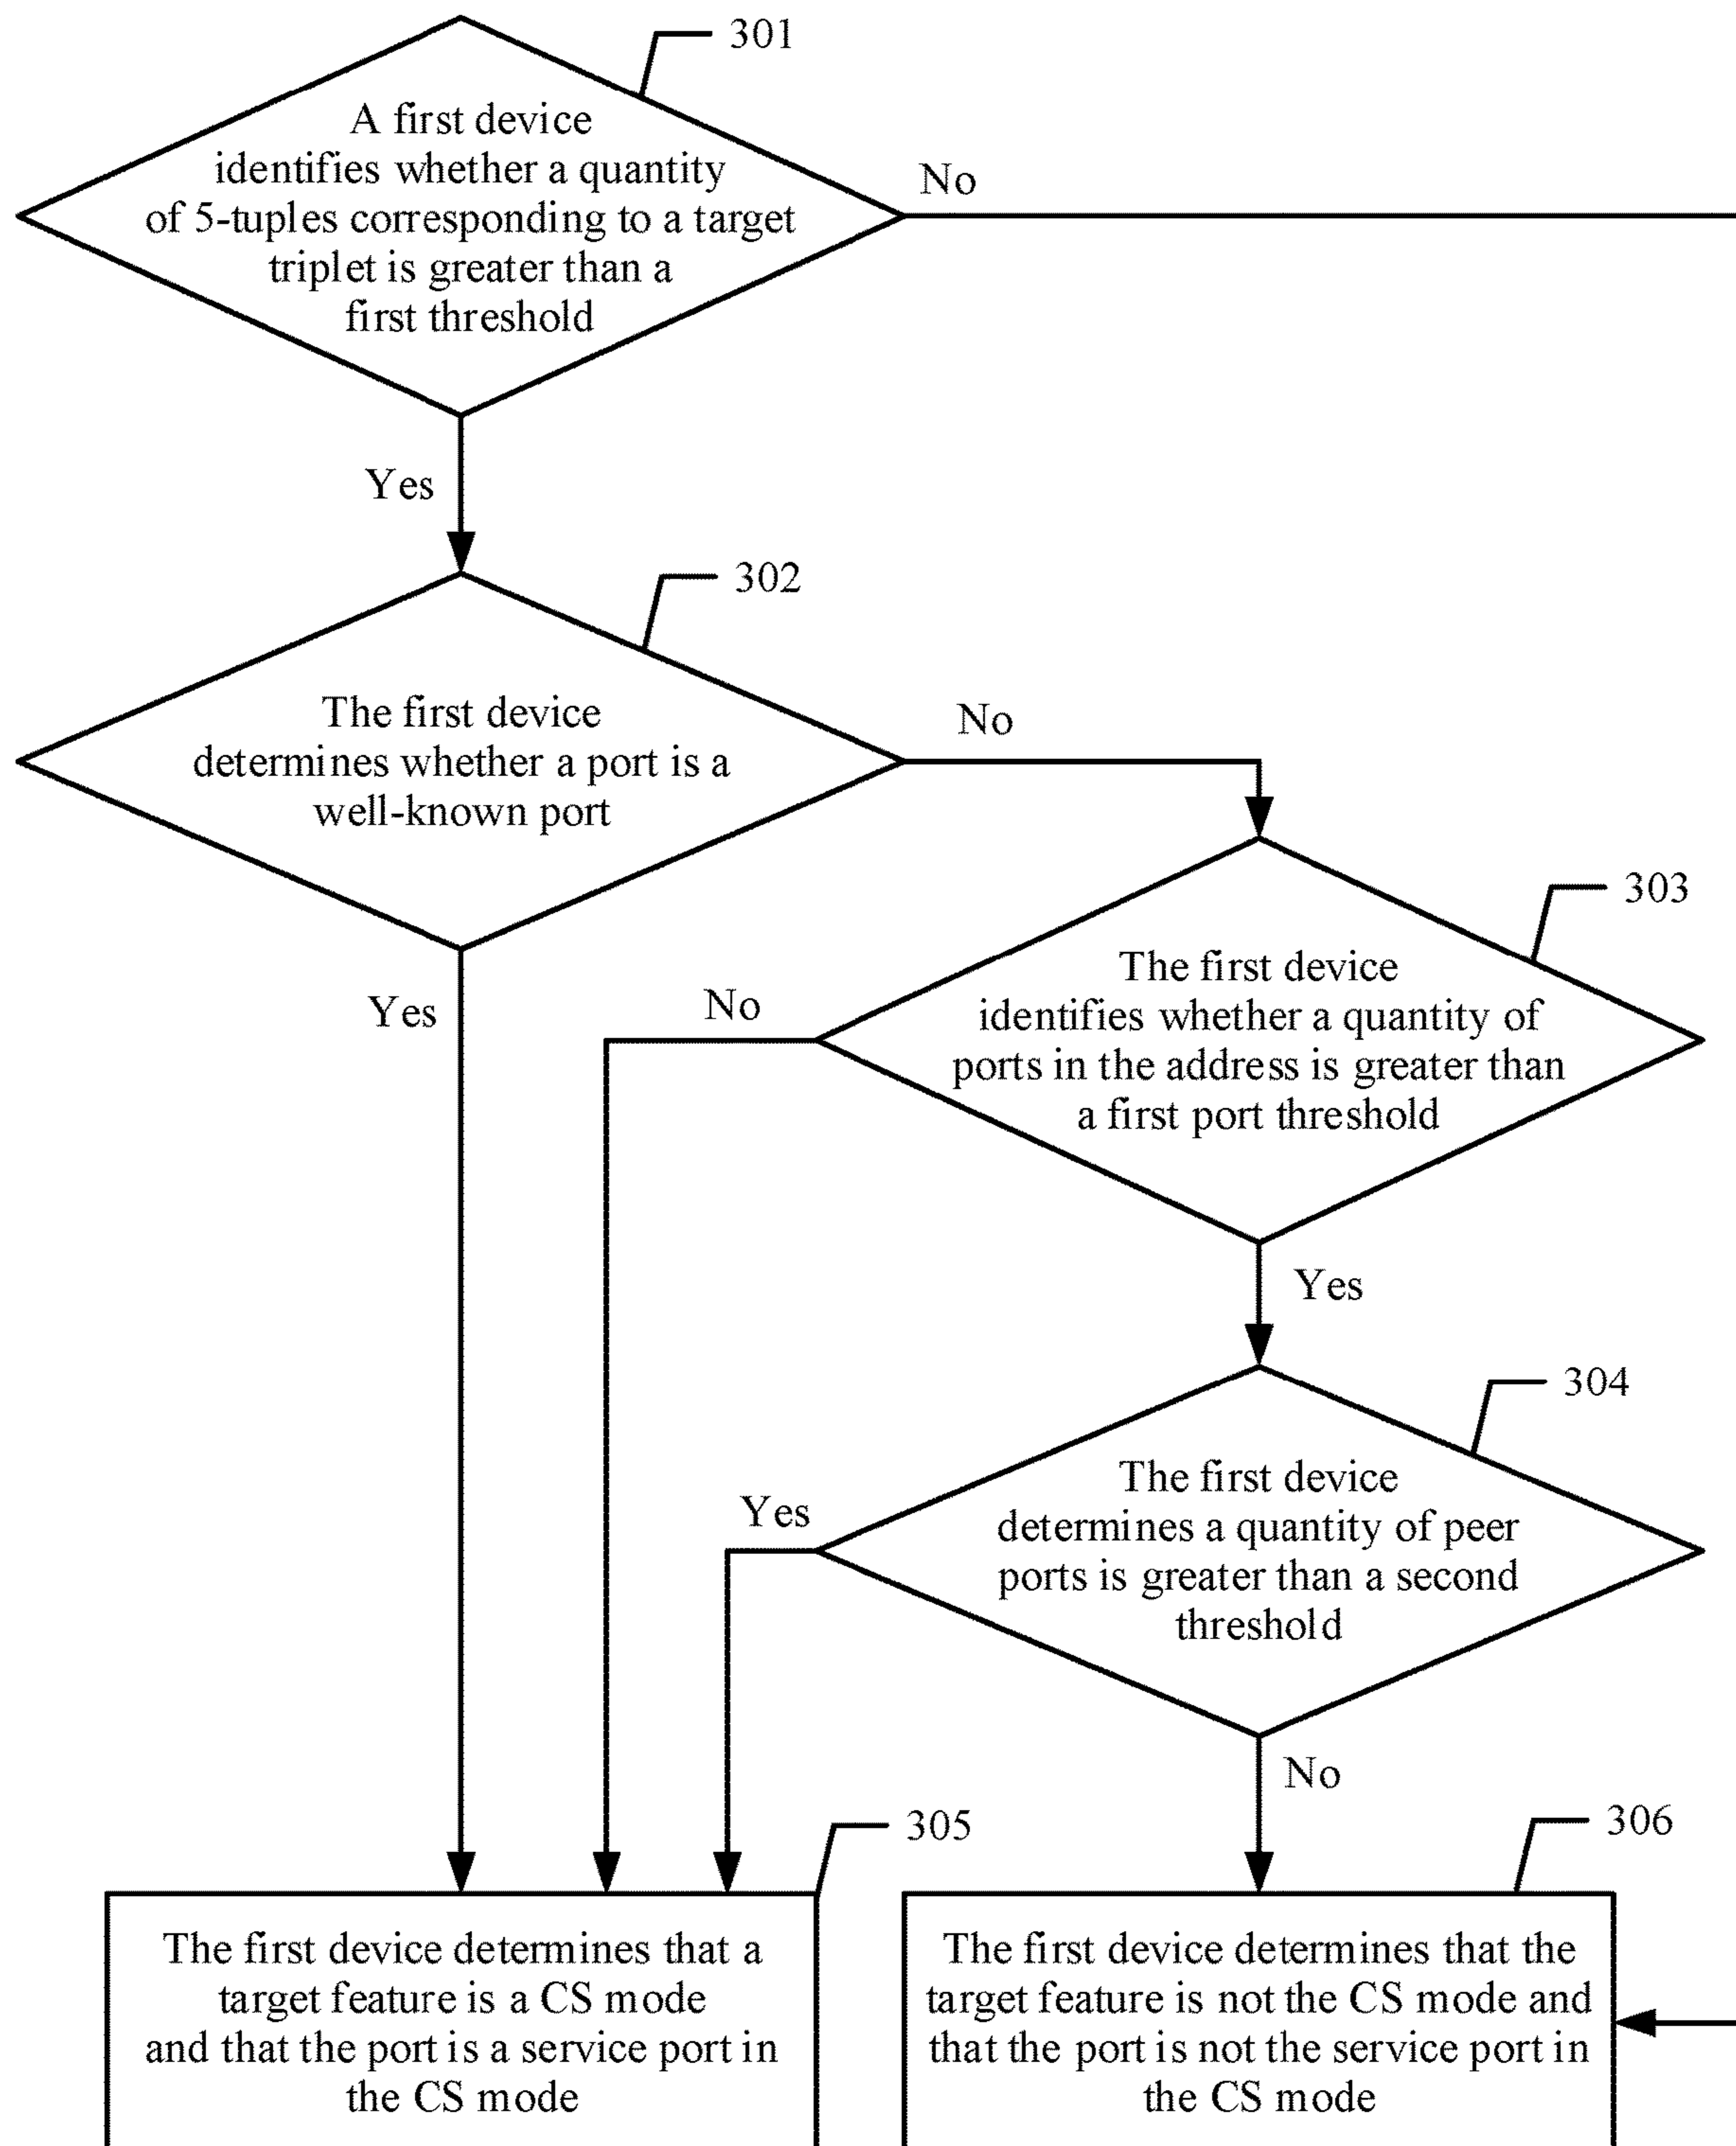 301
A first device
identifies whether a quantity
of 5-tuples corresponding to a target
triplet is greater than a
first threshold
No
Yes
302
The first device
determines whether a port is a
well-known port
No
Yes
303
The first device
identifies whether a quantity of
ports in the address is greater than
a first port threshold
No
Yes
304
The first device
determines a quantity of peer
ports is greater than a second
threshold
Yes
No
305
The first device determines that a
target feature is a CS mode
and that the port is a service port in
the CS mode
306
The first device determines that the
target feature is not the CS mode and
that the port is not the service port in
the CS mode